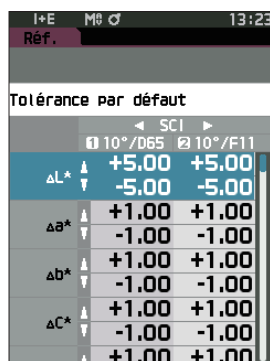 I+E M 13:23
Réf.
Tolérance par défaut
SCI
1 10°/D65 2 10°/F11
ΔL* +5.00 +5.00
-5.00 -5.00
Δa* +1.00 +1.00
-1.00 -1.00
Δb* +1.00 +1.00
-1.00 -1.00
ΔC* +1.00 +1.00
-1.00 -1.00
+1.00 +1.00